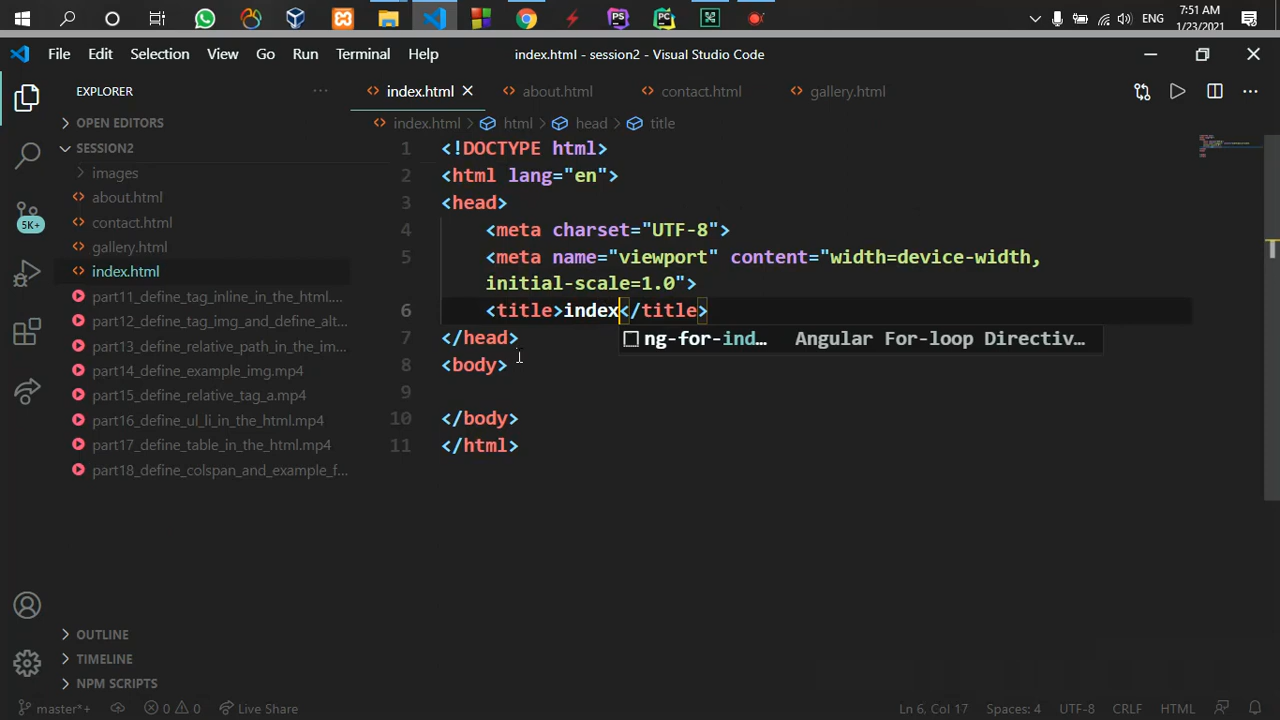 7:51 AM
ENG
1/23/2021
File Edit Selection View Go Run Terminal Help
index.html - session2 - Visual Studio Code
EXPLORER
index.html
about.html
contact.html
gallery.html
OPEN EDITORS
index.html html head title
SESSION2
images
about.html
contact.html
gallery.html
index.html
part11_define_tag_inline_in_the_html....
part12_define_tag_img_and_define_alt...
part13_define_relative_path_in_the_im...
part14_define_example_img.mp4
part15_relative_tag_a.mp4
part16_define_ul_li_in_the_html.mp4
part17_define_table_in_the_html.mp4
part18_define_colspan_and_example_f...
5K+
1 <!DOCTYPE html>
2 <html lang="en">
3 <head>
4 <meta charset="UTF-8">
5 <meta name="viewport" content="width=device-width,
initial-scale=1.0">
6 <title>index</title>
7 </head>
ng-for-ind... Angular For-loop Directiv...
8 <body>
9
10 </body>
11 </html>
OUTLINE
TIMELINE
NPM SCRIPTS
master*+ 0 0 Live Share
Ln 6, Col 17 Spaces: 4 UTF-8 CRLF HTML
PS
PC